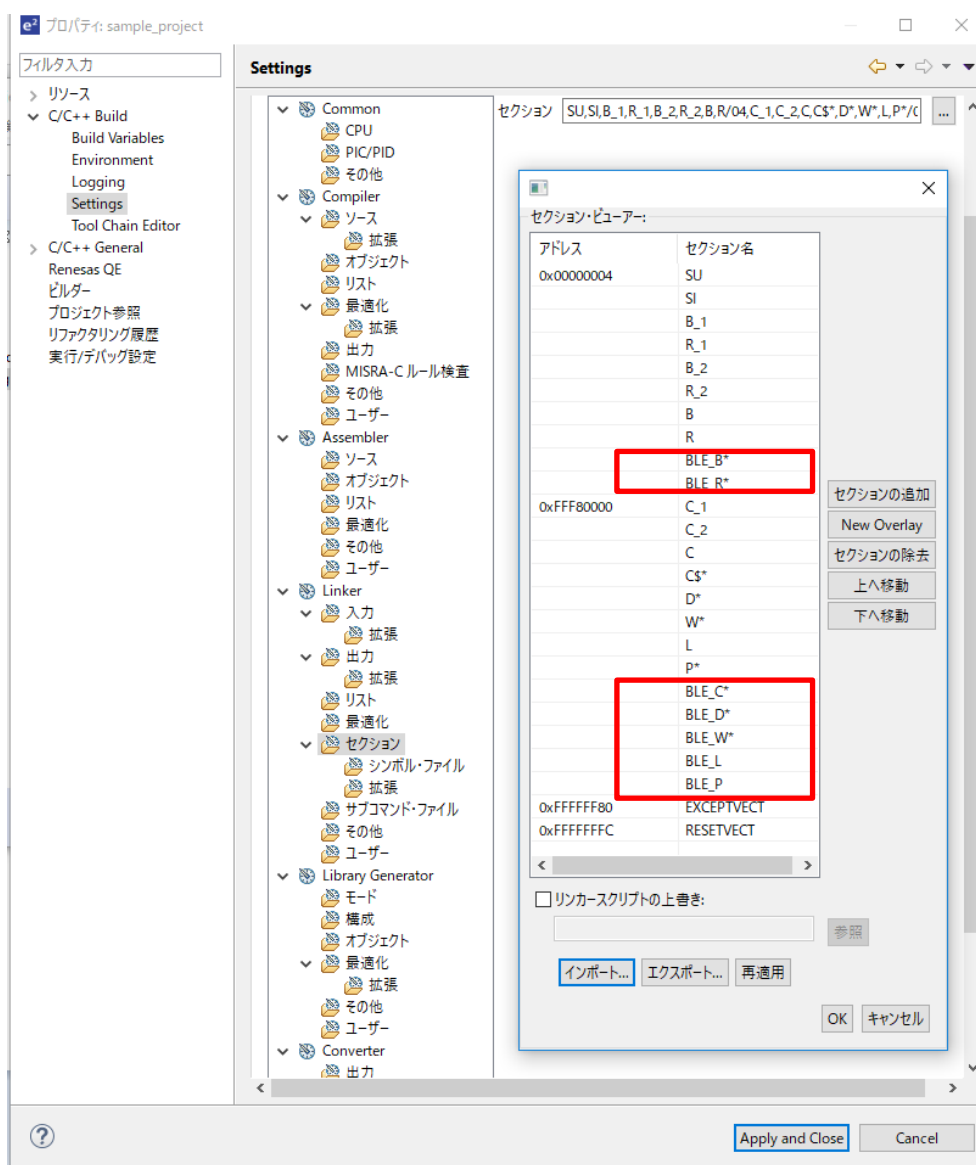 e² プロパティ: sample_project
フィルタ入力
リソース
C/C++ Build
Build Variables
Environment
Logging
Settings
Tool Chain Editor
C/C++ General
Renesas QE
ビルダー
プロジェクト参照
リファクタリング履歴
実行/デバッグ設定
Settings
Common
CPU
PIC/PID
その他
Compiler
ソース
拡張
オブジェクト
リスト
最適化
拡張
出力
MISRA-C ルール検査
その他
ユーザー
Assembler
ソース
オブジェクト
リスト
最適化
その他
ユーザー
Linker
入力
拡張
出力
拡張
リスト
最適化
セクション
シンボル・ファイル
拡張
サブコマンド・ファイル
その他
ユーザー
Library Generator
モード
構成
オブジェクト
最適化
拡張
その他
ユーザー
Converter
出力
セクション SU,SI,B_1,R_1,B_2,R_2,B,R/04,C_1,C_2,C,C$*,D*,W*,L,P*/ ...
セクション・ビューアー:
アドレス セクション名
0x00000004 SU
SI
B_1
R_1
B_2
R_2
B
R
BLE_B*
BLE_R*
0xFFF80000 C_1
C_2
C
C$*
D*
W*
L
P*
BLE_C*
BLE_D*
BLE_W*
BLE_L
BLE_P
0xFFFFFF80 EXCEPTVECT
0xFFFFFFFC RESETVECT
セクションの追加
New Overlay
セクションの除去
上へ移動
下へ移動
リンカースクリプトの上書き:
参照
インポート... エクスポート... 再適用
OK キャンセル
Apply and Close Cancel